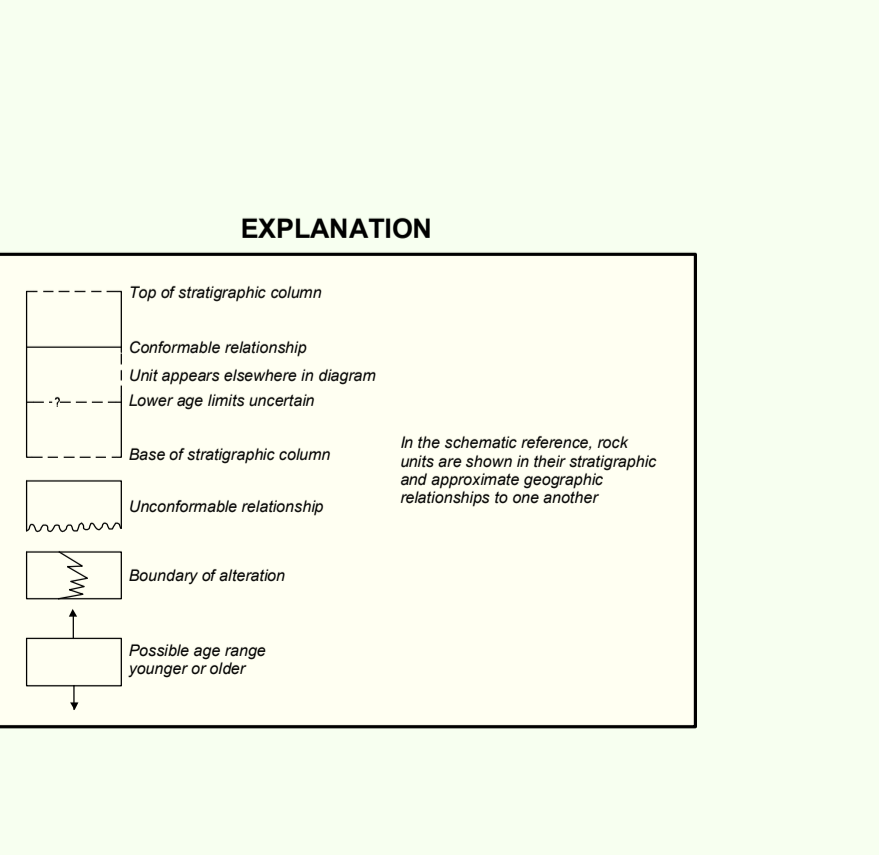 EXPLANATION
Top of stratigraphic column
Conformable relationship
Unit appears elsewhere in diagram
?
Lower age limits uncertain
Base of stratigraphic column
In the schematic reference, rock
units are shown in their stratigraphic
and approximate geographic
relationships to one another
Unconformable relationship
Boundary of alteration
Possible age range
younger or older